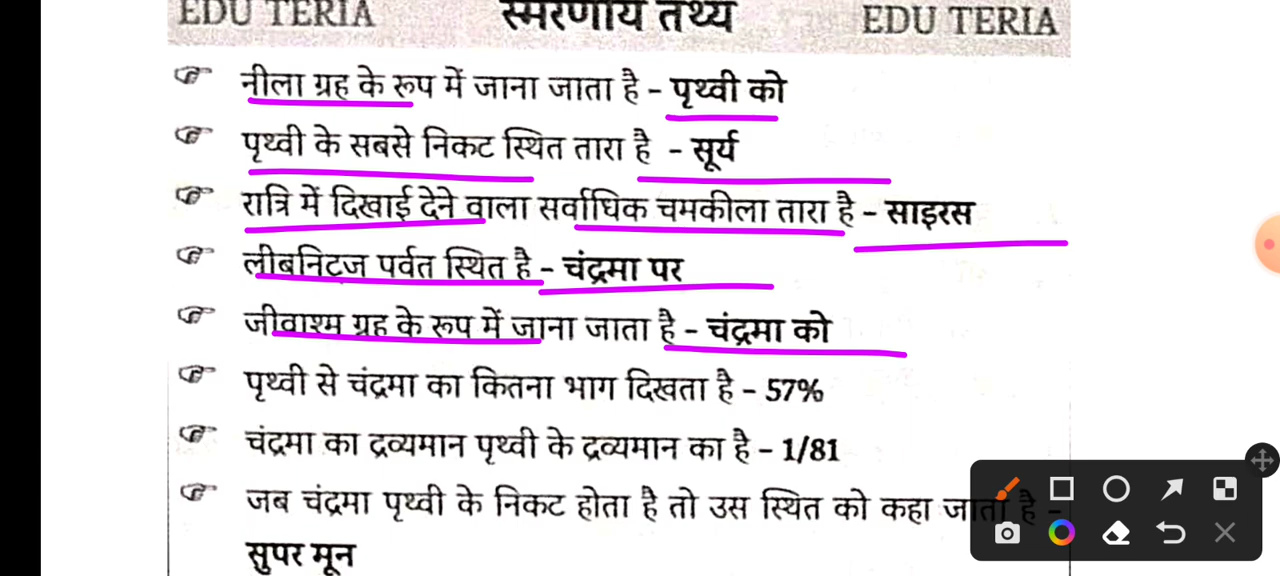 EDU TERIA स्मरणीय तथ्य EDU TERIA
नीला ग्रह के रूप में जाना जाता है – पृथ्वी को
पृथ्वी के सबसे निकट स्थित तारा है – सूर्य
रात्रि में दिखाई देने वाला सर्वाधिक चमकीला तारा है – साइरस
लीबनिटज पर्वत स्थित है – चंद्रमा पर
जीवाश्म ग्रह के रूप में जाना जाता है – चंद्रमा को
पृथ्वी से चंद्रमा का कितना भाग दिखता है – 57%
चंद्रमा का द्रव्यमान पृथ्वी के द्रव्यमान का है – 1/81
जब चंद्रमा पृथ्वी के निकट होता है तो उस स्थित को कहा जाता है –
सुपर मून